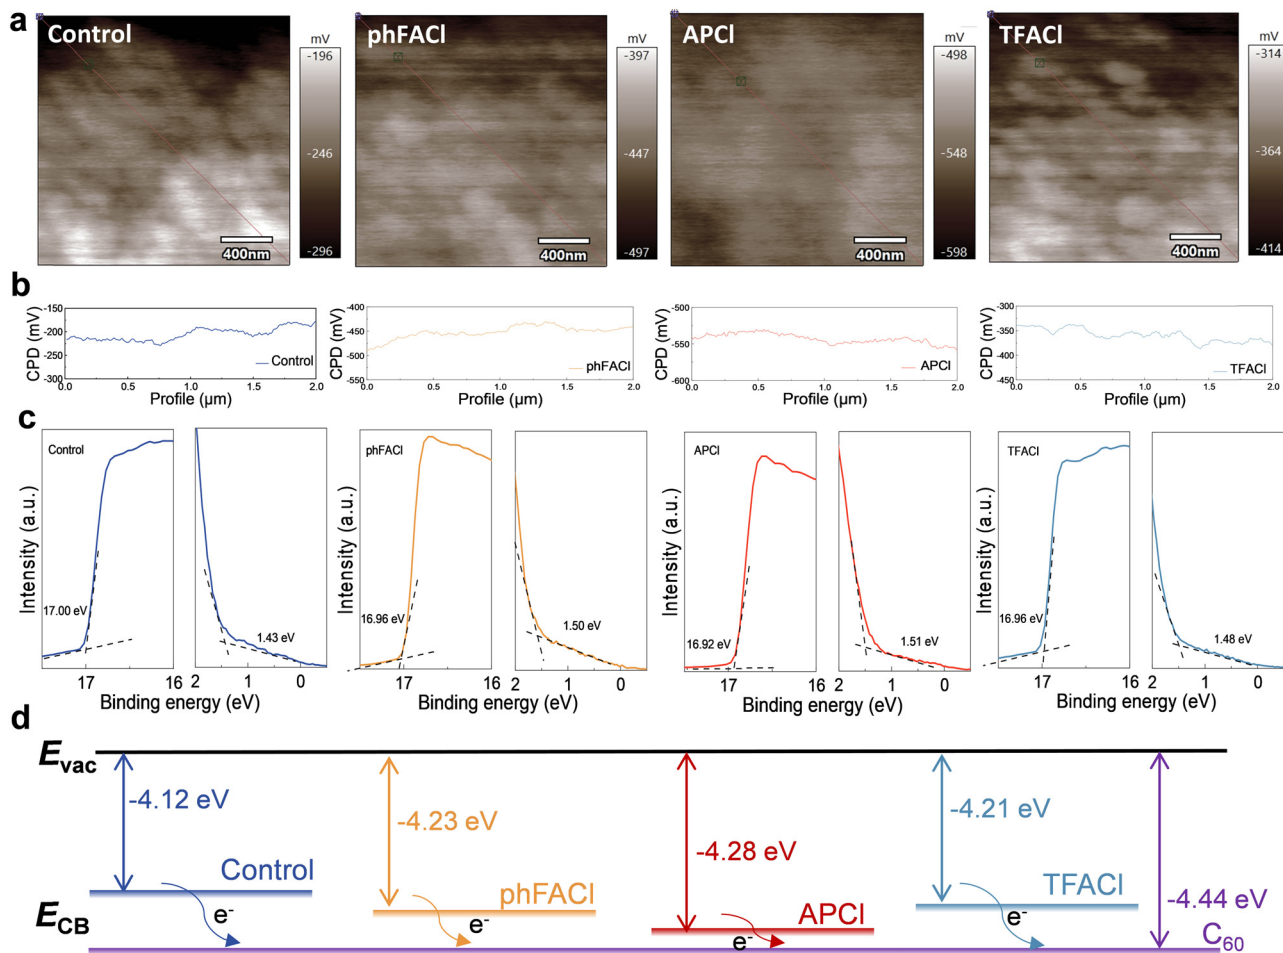 a
Control
mV
-196
-246
-296
400nm
phFACl
mV
-397
-447
-497
400nm
APCl
mV
-498
-548
-598
400nm
TFACl
mV
-314
-364
-414
400nm
b
CPD (mV)
-150
-200
-250
-300
0.0 0.5 1.0 1.5 2.0
Profile (µm)
Control
CPD (mV)
-400
-450
-500
-550
0.0 0.5 1.0 1.5 2.0
Profile (µm)
phFACl
CPD (mV)
-500
-550
-600
0.0 0.5 1.0 1.5 2.0
Profile (µm)
APCl
CPD (mV)
-300
-350
-400
-450
0.0 0.5 1.0 1.5 2.0
Profile (µm)
TFACl
c
Control
Intensity (a.u.)
17.00 eV
1.43 eV
17 16 2 1 0
Binding energy (eV)
phFACl
Intensity (a.u.)
16.96 eV
1.50 eV
17 16 2 1 0
Binding energy (eV)
APCl
Intensity (a.u.)
16.92 eV
1.51 eV
17 16 2 1 0
Binding energy (eV)
TFACl
Intensity (a.u.)
16.96 eV
1.48 eV
17 16 2 1 0
Binding energy (eV)
d
Evac
-4.12 eV
-4.23 eV
-4.28 eV
-4.21 eV
-4.44 eV
Control
phFACl
APCl
TFACl
C60
ECB
e-
e-
e-
e-